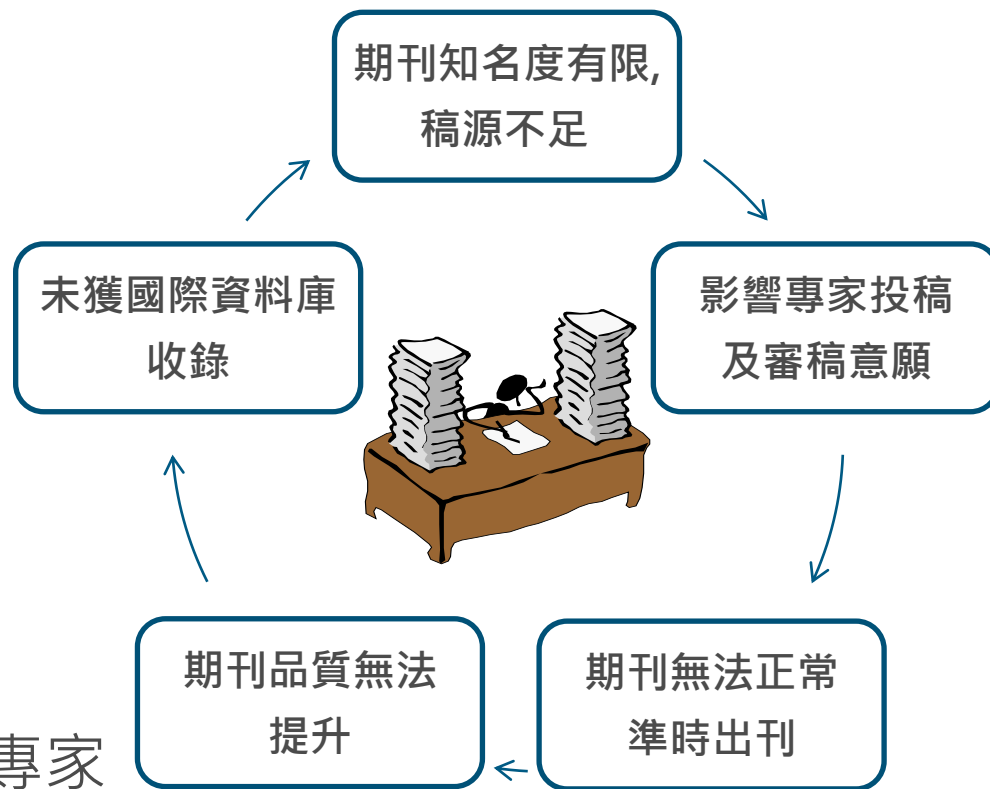 期刊知名度有限,
稿源不足
未獲國際資料庫
收錄
影響專家投稿
及審稿意願
期刊品質無法
提升
期刊無法正常
準時出刊
專家